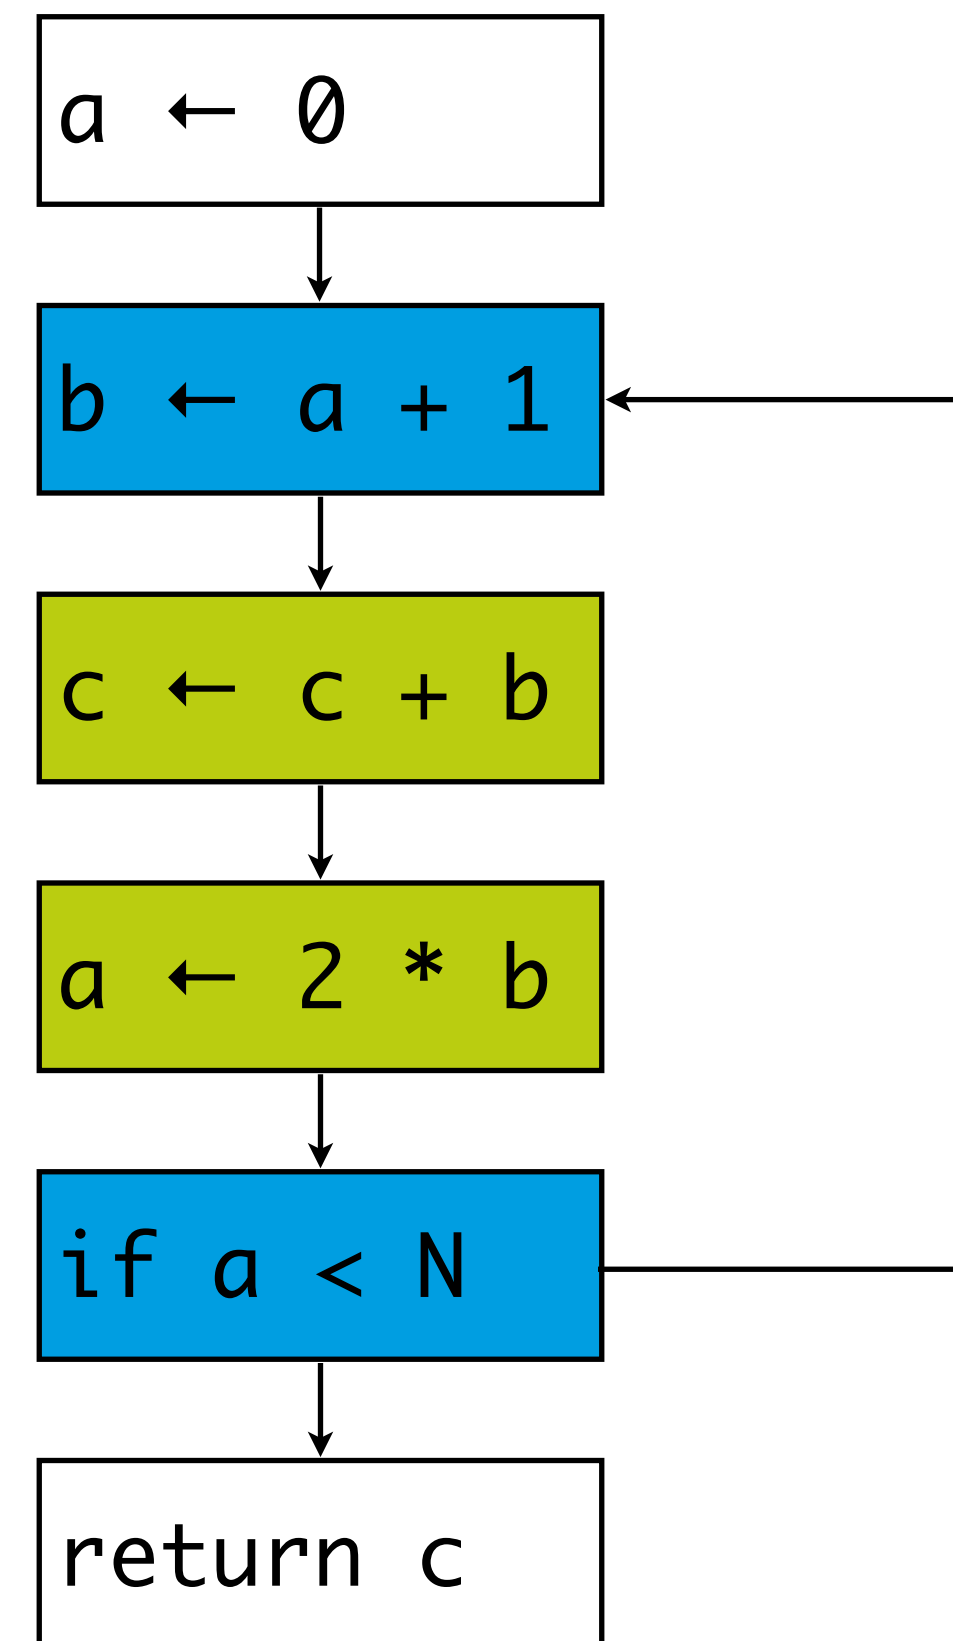 a ← 0
b ← a + 1
c ← c + b
a ← 2 * b
if a < N
return c